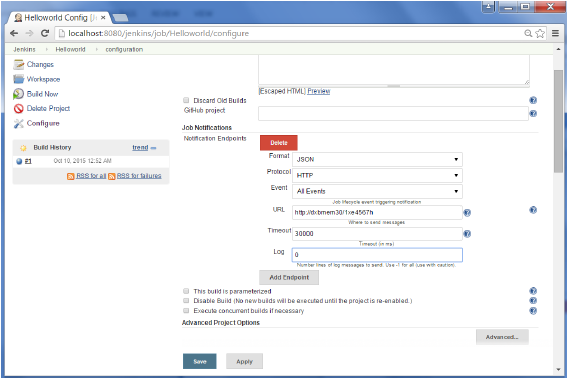 Helloworld Config [J
localhost:8080/jenkins/job/Helloworld/configure
Jenkins › Helloworld › configuration
Changes
Workspace
Build Now
Delete Project
Configure
Build History trend
#1 Oct 10, 2015 12:52 AM
RSS for all RSS for failures
[Escaped HTML] Preview
Discard Old Builds
GitHub project
Job Notifications
Notification Endpoints
Delete
Format JSON
Protocol HTTP
Event All Events
Job lifecycle event triggering notification
URL http://dxbmem30/1xe4567h
Where to send messages
Timeout 30000
Timeout (in ms)
Log 0
Number lines of log messages to send. Use -1 for all (use with caution).
Add Endpoint
This build is parameterized
Disable Build (No new builds will be executed until the project is re-enabled.)
Execute concurrent builds if necessary
Advanced Project Options
Advanced...
Save Apply